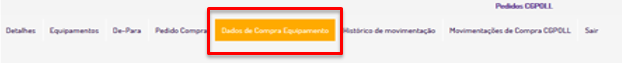 Pedidos CGPOLL
Detalhes Equipamentos De-Para Pedido Compra Dados de Compra Equipamento Histórico de movimentação Movimentações de Compra CGPOLL Sair